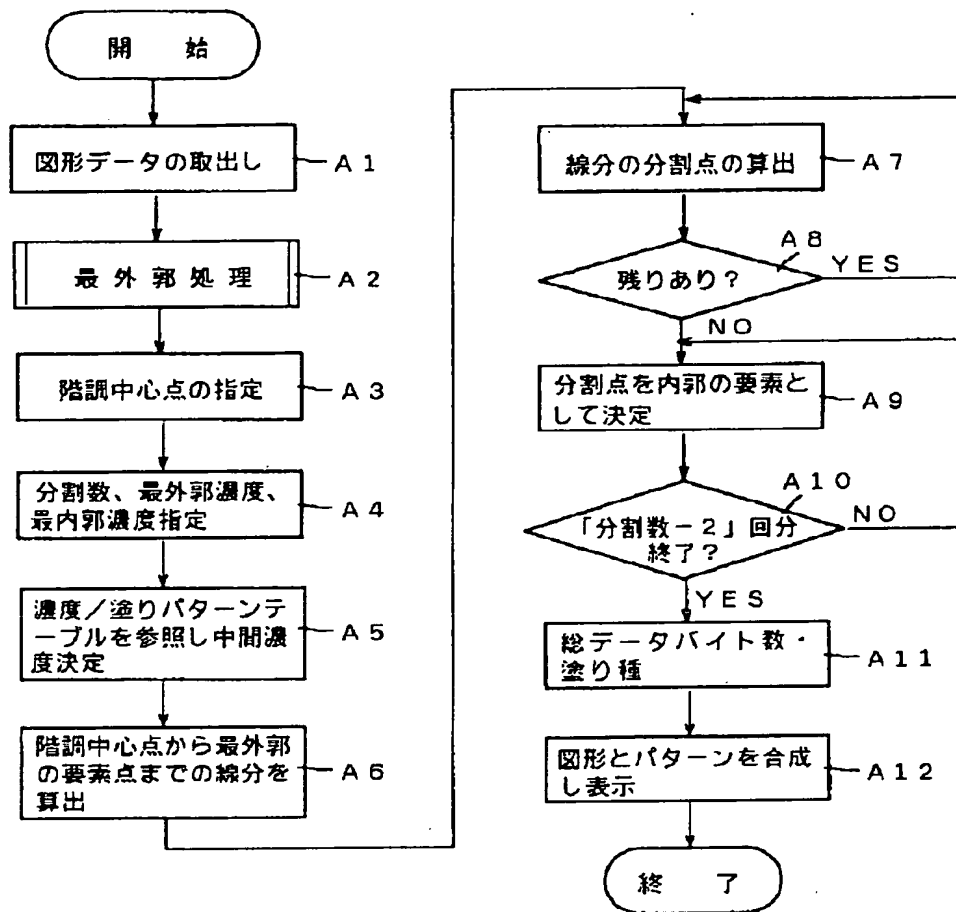 開 始
図形データの取出し
A1
最外郭処理
A2
階調中心点の指定
A3
分割数、最外郭濃度、
最内郭濃度指定
A4
濃度／塗りパターンテ
ーブルを参照し中間濃
度決定
A5
階調中心点から最外郭
の要素点までの線分を
算出
A6
線分の分割点の算出
A7
残りあり？
A8
YES
NO
分割点を内郭の要素と
して決定
A9
「分割数－2」回分
終了？
A10
NO
YES
総データバイト数・
塗り種
A11
図形とパターンを合成
し表示
A12
終 了